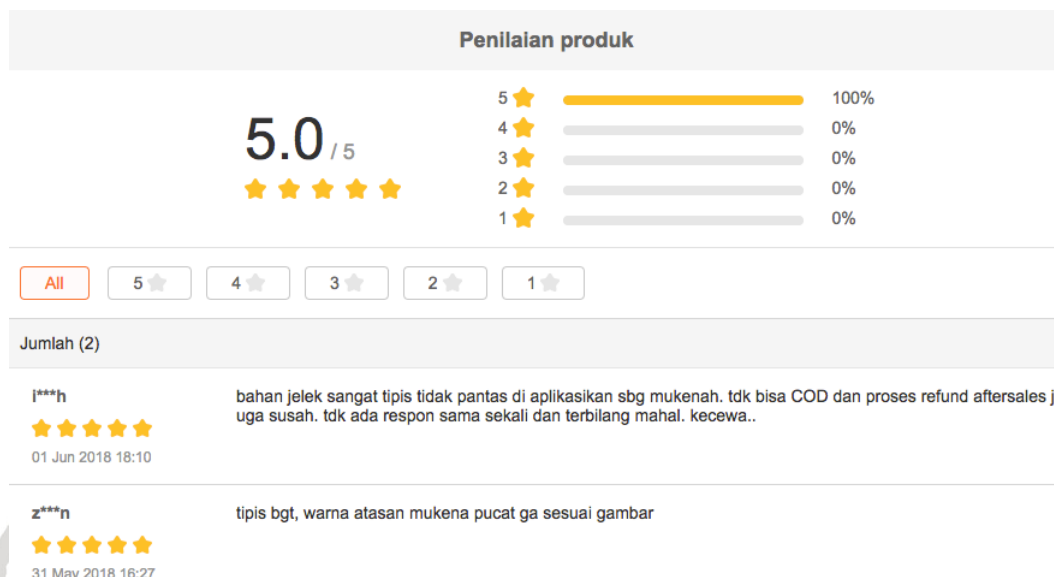 Penilaian produk
5.0 / 5
5 100%
4 0%
3 0%
2 0%
1 0%
All 5 4 3 2 1
Jumlah (2)
i***h
bahan jelek sangat tipis tidak pantas di aplikasikan sbg mukenah. tdk bisa COD dan proses refund aftersales j
uga susah. tdk ada respon sama sekali dan terbilang mahal. kecewa..
01 Jun 2018 18:10
z***n
tipis bgt, warna atasan mukena pucat ga sesuai gambar
31 May 2018 16:27